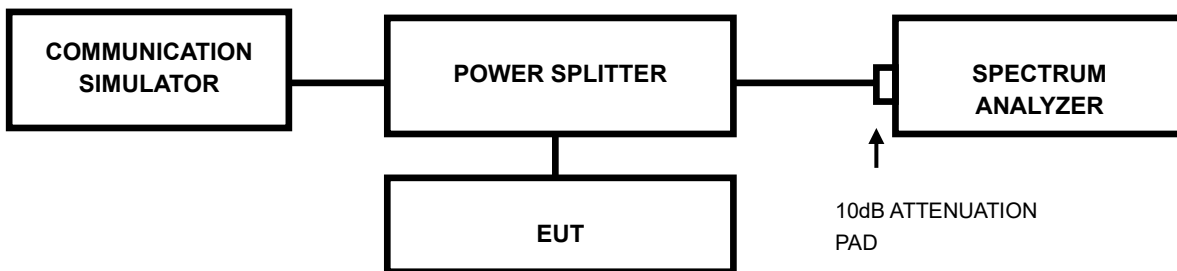 COMMUNICATION
SIMULATOR
POWER SPLITTER
SPECTRUM
ANALYZER
EUT
10dB ATTENUATION
PAD